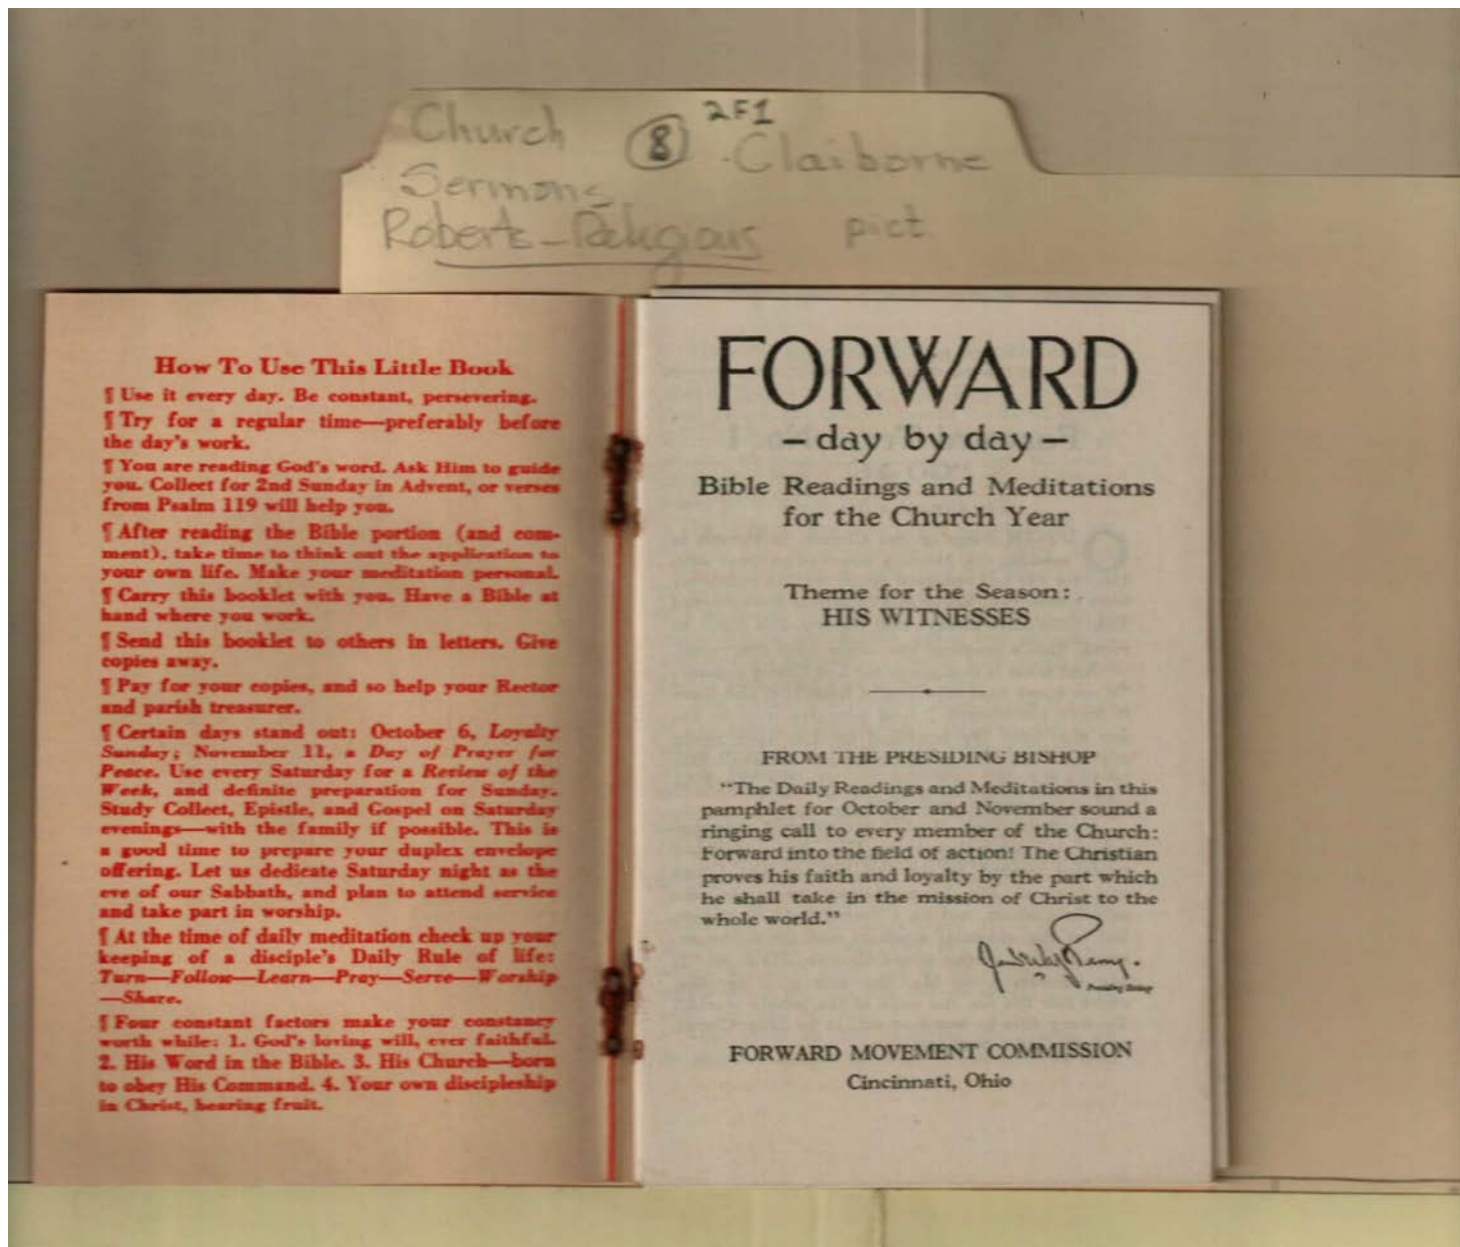 Church
2F1
8 Claiborne
Sermons
Roberts - Religious pict
How To Use This Little Book
¶ Use it every day. Be constant, persevering.
¶ Try for a regular time—preferably before
the day's work.
¶ You are reading God's word. Ask Him to guide
you. Collect for 2nd Sunday in Advent, or verses
from Psalm 119 will help you.
¶ After reading the Bible portion (and com-
ment), take time to think out the application to
your own life. Make your meditation personal.
¶ Carry this booklet with you. Have a Bible at
hand where you work.
¶ Send this booklet to others in letters. Give
copies away.
¶ Pay for your copies, and so help your Rector
and parish treasurer.
¶ Certain days stand out: October 6, Loyalty
Sunday; November 11, a Day of Prayer for
Peace. Use every Saturday for a Review of the
Week, and definite preparation for Sunday.
Study Collect, Epistle, and Gospel on Saturday
evenings—with the family if possible. This is
a good time to prepare your duplex envelope
offering. Let us dedicate Saturday night as the
eve of our Sabbath, and plan to attend service
and take part in worship.
¶ At the time of daily meditation check up your
keeping of a disciple's Daily Rule of life:
Turn—Follow—Learn—Pray—Serve—Worship
—Share.
¶ Four constant factors make your constancy
worth while: 1. God's loving will, ever faithful.
2. His Word in the Bible. 3. His Church—born
to obey His Command. 4. Your own discipleship
in Christ, bearing fruit.
FORWARD
— day by day —
Bible Readings and Meditations
for the Church Year
Theme for the Season:
HIS WITNESSES
FROM THE PRESIDING BISHOP
"The Daily Readings and Meditations in this
pamphlet for October and November sound a
ringing call to every member of the Church:
Forward into the field of action! The Christian
proves his faith and loyalty by the part which
he shall take in the mission of Christ to the
whole world."
Presiding Bishop
FORWARD MOVEMENT COMMISSION
Cincinnati, Ohio